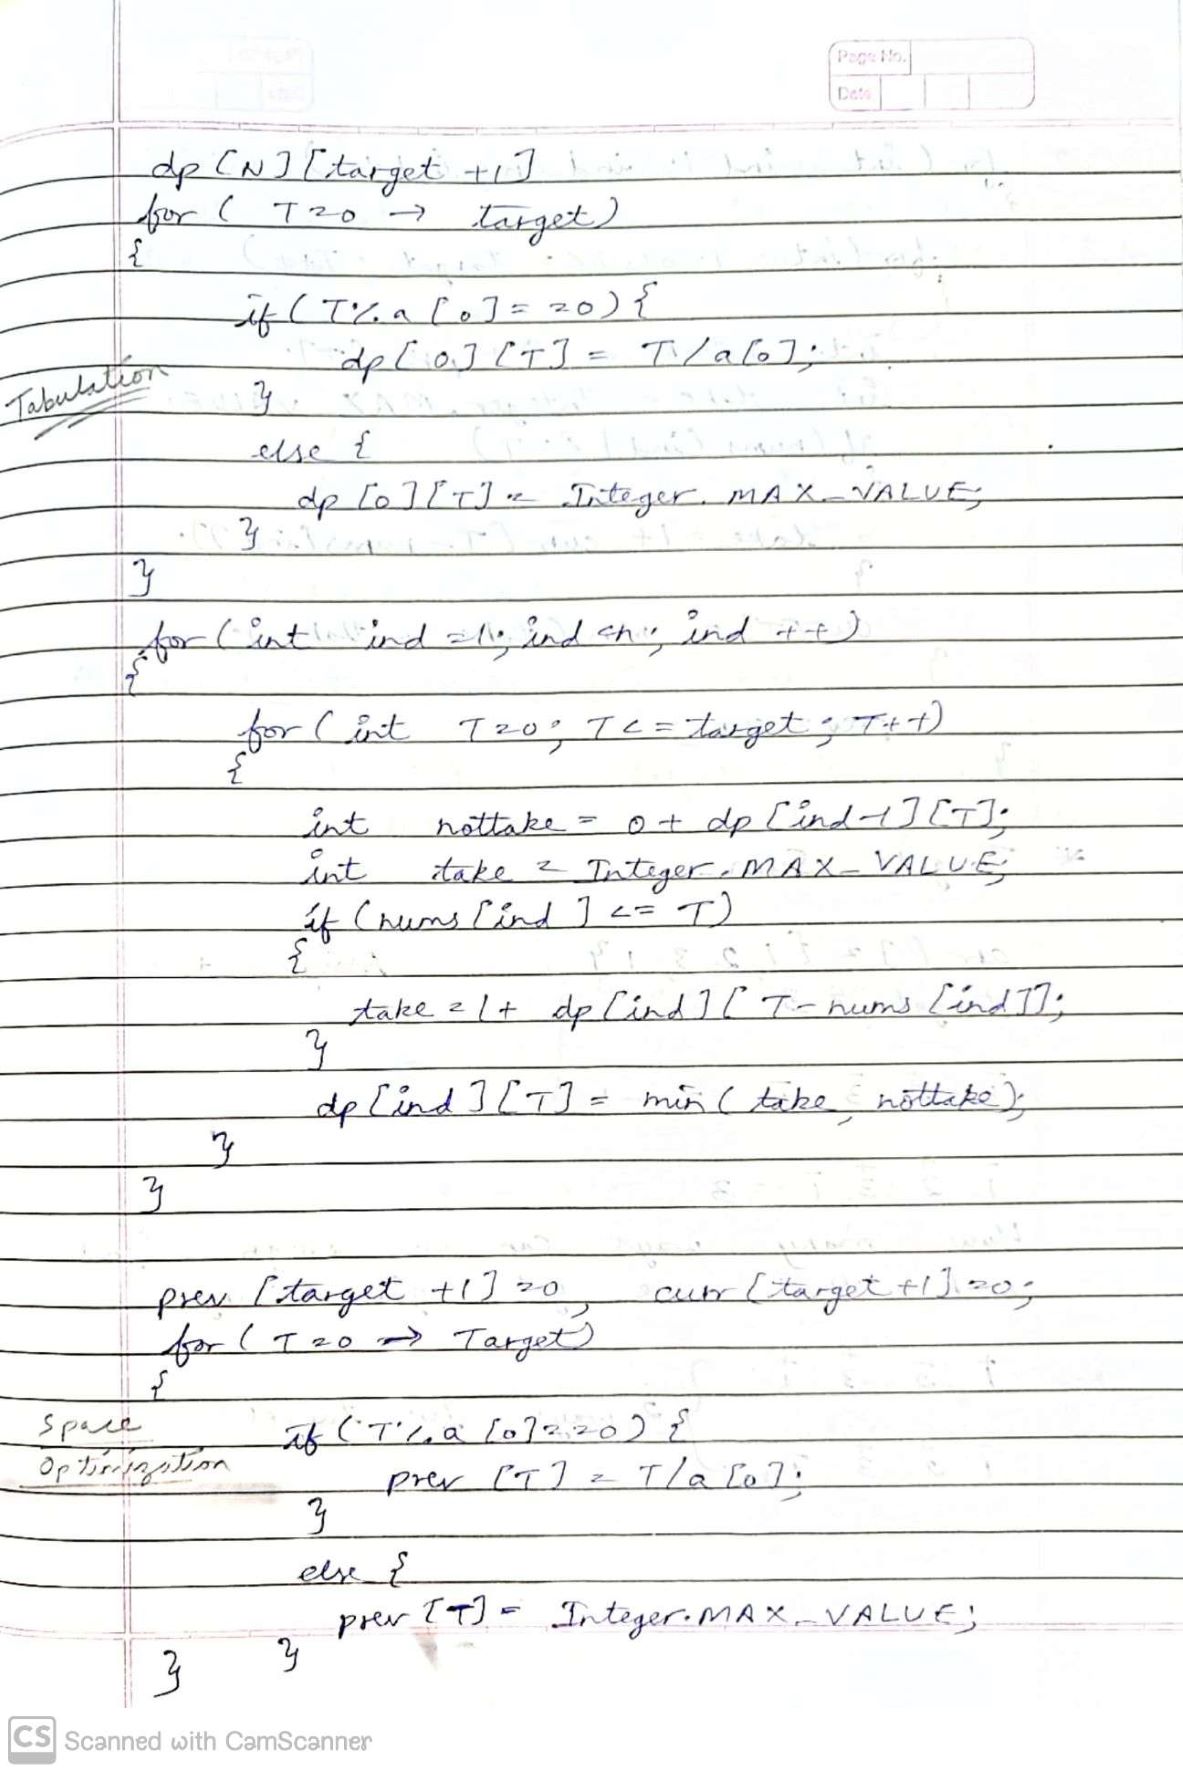 Page No.
Date
dp [N] [target +1]
for ( T=0 → target)
{
if ( T % a [0] == 0) {
dp [0] [T] = T / a[0];
Tabulation
}
else {
dp [0] [T] = Integer. MAX_VALUE;
}
}
for (int ind =1; ind <n; ind ++)
{
for ( int T=0; T <= target; T++)
{
int nottake = 0 + dp [ind-1] [T];
int take = Integer. MAX_VALUE;
if (nums [ind ] <= T)
{
take = 1+ dp [ind] [ T- nums [ind]];
}
dp [ind ] [T] = min ( take, nottake);
}
}
prev [target +1] =0, curr [target +1] =0;
for ( T=0 → Target)
{
Space
if (T % a [0] ==0) {
Optimization
prev [T] = T/a [0];
}
else {
prev [T] = Integer.MAX_VALUE;
}
}
CS Scanned with CamScanner